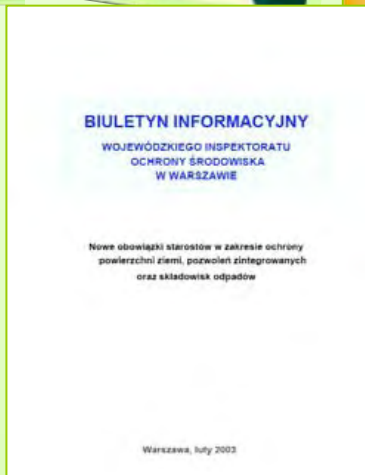 BIULETYN INFORMACYJNY
WOJEWÓDZKIEGO INSPEKTORATU
OCHRONY ŚRODOWISKA
W WARSZAWIE
Nowe obowiązki starostów w zakresie ochrony
powierzchni ziemi, pozwoleń zintegrowanych
oraz składowisk odpadów
Warszawa, luty 2003